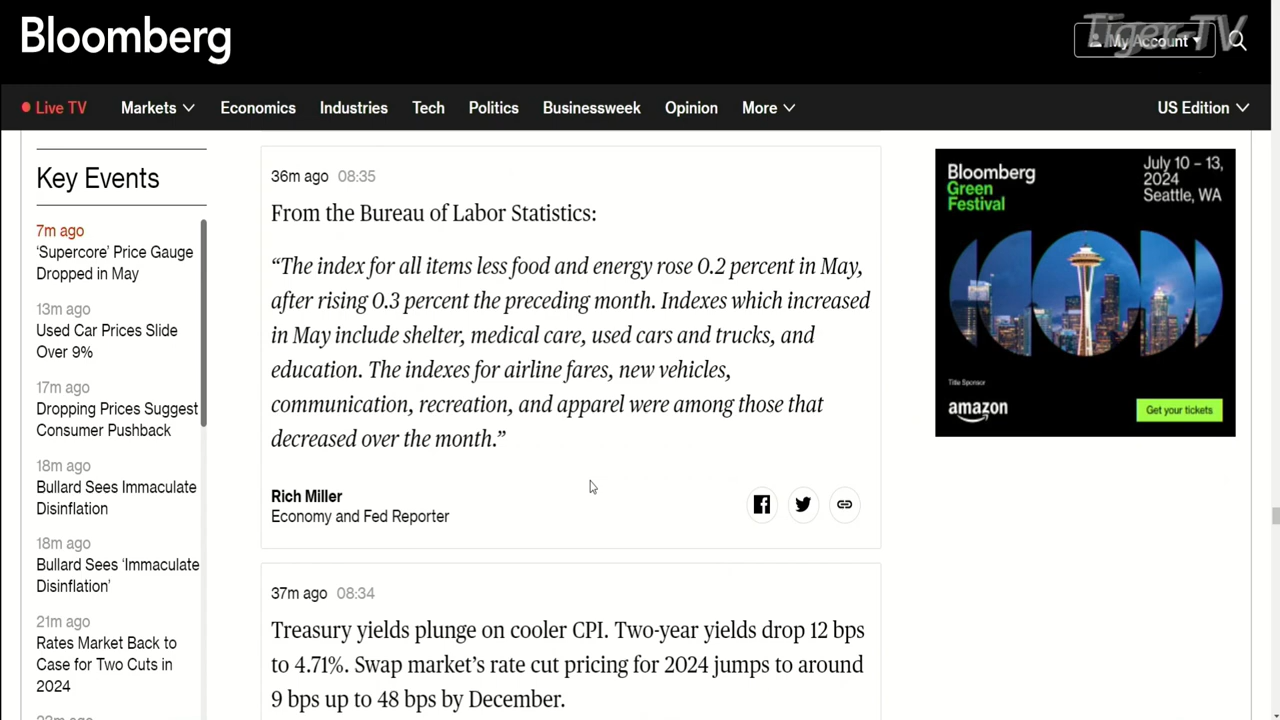 Bloomberg
Tiger-TV
My Account
Live TV
Markets
Economics
Industries
Tech
Politics
Businessweek
Opinion
More
US Edition
Key Events
7m ago
‘Supercore’ Price Gauge
Dropped in May
13m ago
Used Car Prices Slide
Over 9%
17m ago
Dropping Prices Suggest
Consumer Pushback
18m ago
Bullard Sees Immaculate
Disinflation
18m ago
Bullard Sees ‘Immaculate
Disinflation’
21m ago
Rates Market Back to
Case for Two Cuts in
2024
36m ago 08:35
From the Bureau of Labor Statistics:
“The index for all items less food and energy rose 0.2 percent in May,
after rising 0.3 percent the preceding month. Indexes which increased
in May include shelter, medical care, used cars and trucks, and
education. The indexes for airline fares, new vehicles,
communication, recreation, and apparel were among those that
decreased over the month.”
Rich Miller
Economy and Fed Reporter
37m ago 08:34
Treasury yields plunge on cooler CPI. Two-year yields drop 12 bps
to 4.71%. Swap market’s rate cut pricing for 2024 jumps to around
9 bps up to 48 bps by December.
Bloomberg
Green
Festival
July 10 – 13,
2024
Seattle, WA
Title Sponsor
amazon
Get your tickets